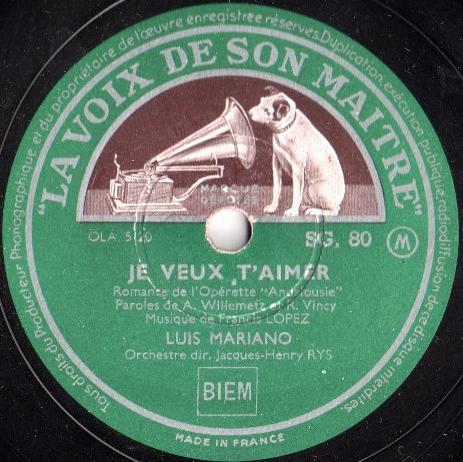 Tous droits du Producteur Phonographique et du propriétaire de l'œuvre enregistrée réservés. Duplication, exécution publique, radiodiffusion de ce disque interdites.
"LA VOIX DE SON MAITRE"
MARQUE
DÉPOSÉE
OLA
SG. 80 M
JE VEUX T'AIMER
Romance de l'Opérette "Andalousie"
Paroles de A. Willemetz et R. Vincy
Musique de Francis LOPEZ
LUIS MARIANO
Orchestre dir. Jacques-Henry RYS
BIEM
MADE IN FRANCE